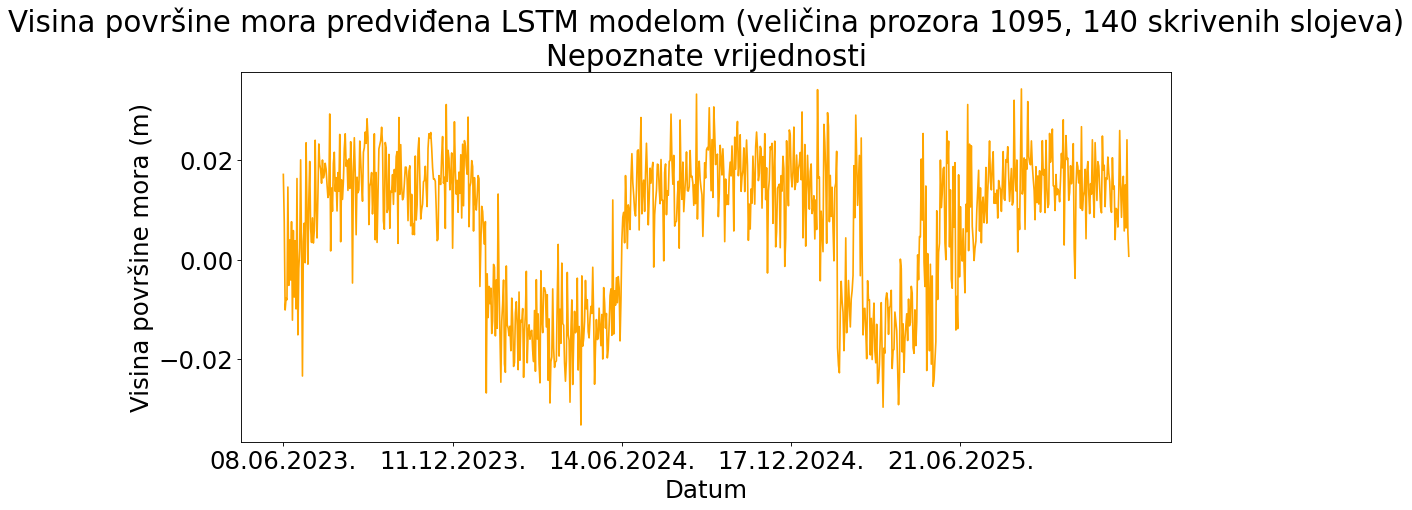 Visina površine mora predviđena LSTM modelom (veličina prozora 1095, 140 skrivenih slojeva)
Nepoznate vrijednosti
Visina površine mora (m)
0.02
0.00
−0.02
08.06.2023. 11.12.2023. 14.06.2024. 17.12.2024. 21.06.2025.
Datum